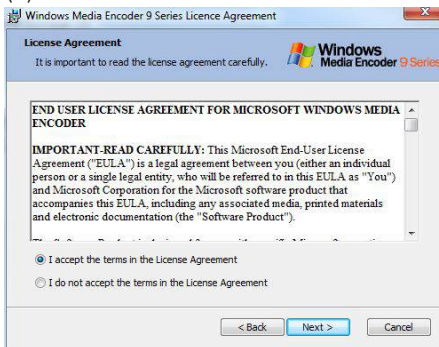 Windows Media Encoder 9 Series Licence Agreement
License Agreement
It is important to read the license agreement carefully.
Windows
Media Encoder 9 Series
END USER LICENSE AGREEMENT FOR MICROSOFT WINDOWS MEDIA
ENCODER
IMPORTANT-READ CAREFULLY: This Microsoft End-User License
Agreement ("EULA") is a legal agreement between you (either an individual
person or a single legal entity, who will be referred to in this EULA as "You")
and Microsoft Corporation for the Microsoft software product that
accompanies this EULA, including any associated media, printed materials
and electronic documentation (the "Software Product").
I accept the terms in the License Agreement
I do not accept the terms in the License Agreement
< Back
Next >
Cancel